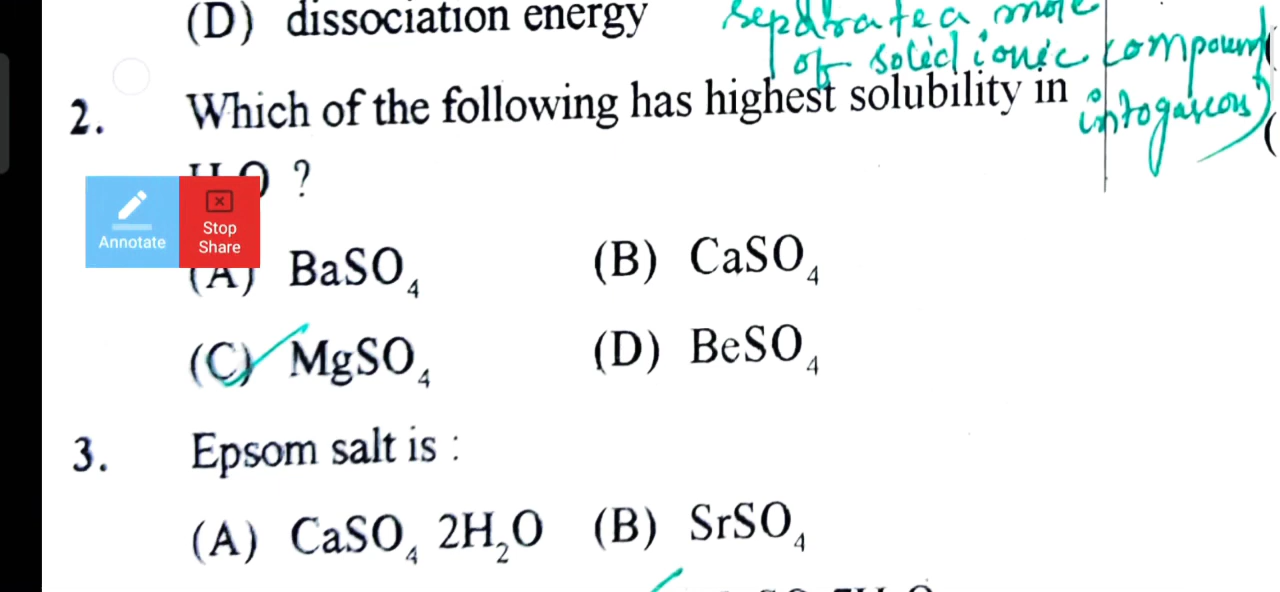 (D) dissociation energy
separate a mole
of solid ionic compound
into gaseous)
2. Which of the following has highest solubility in
H₂O ?
Annotate
Stop
Share
(A) BaSO₄ (B) CaSO₄
(C) MgSO₄ (D) BeSO₄
3. Epsom salt is :
(A) CaSO₄ 2H₂O (B) SrSO₄